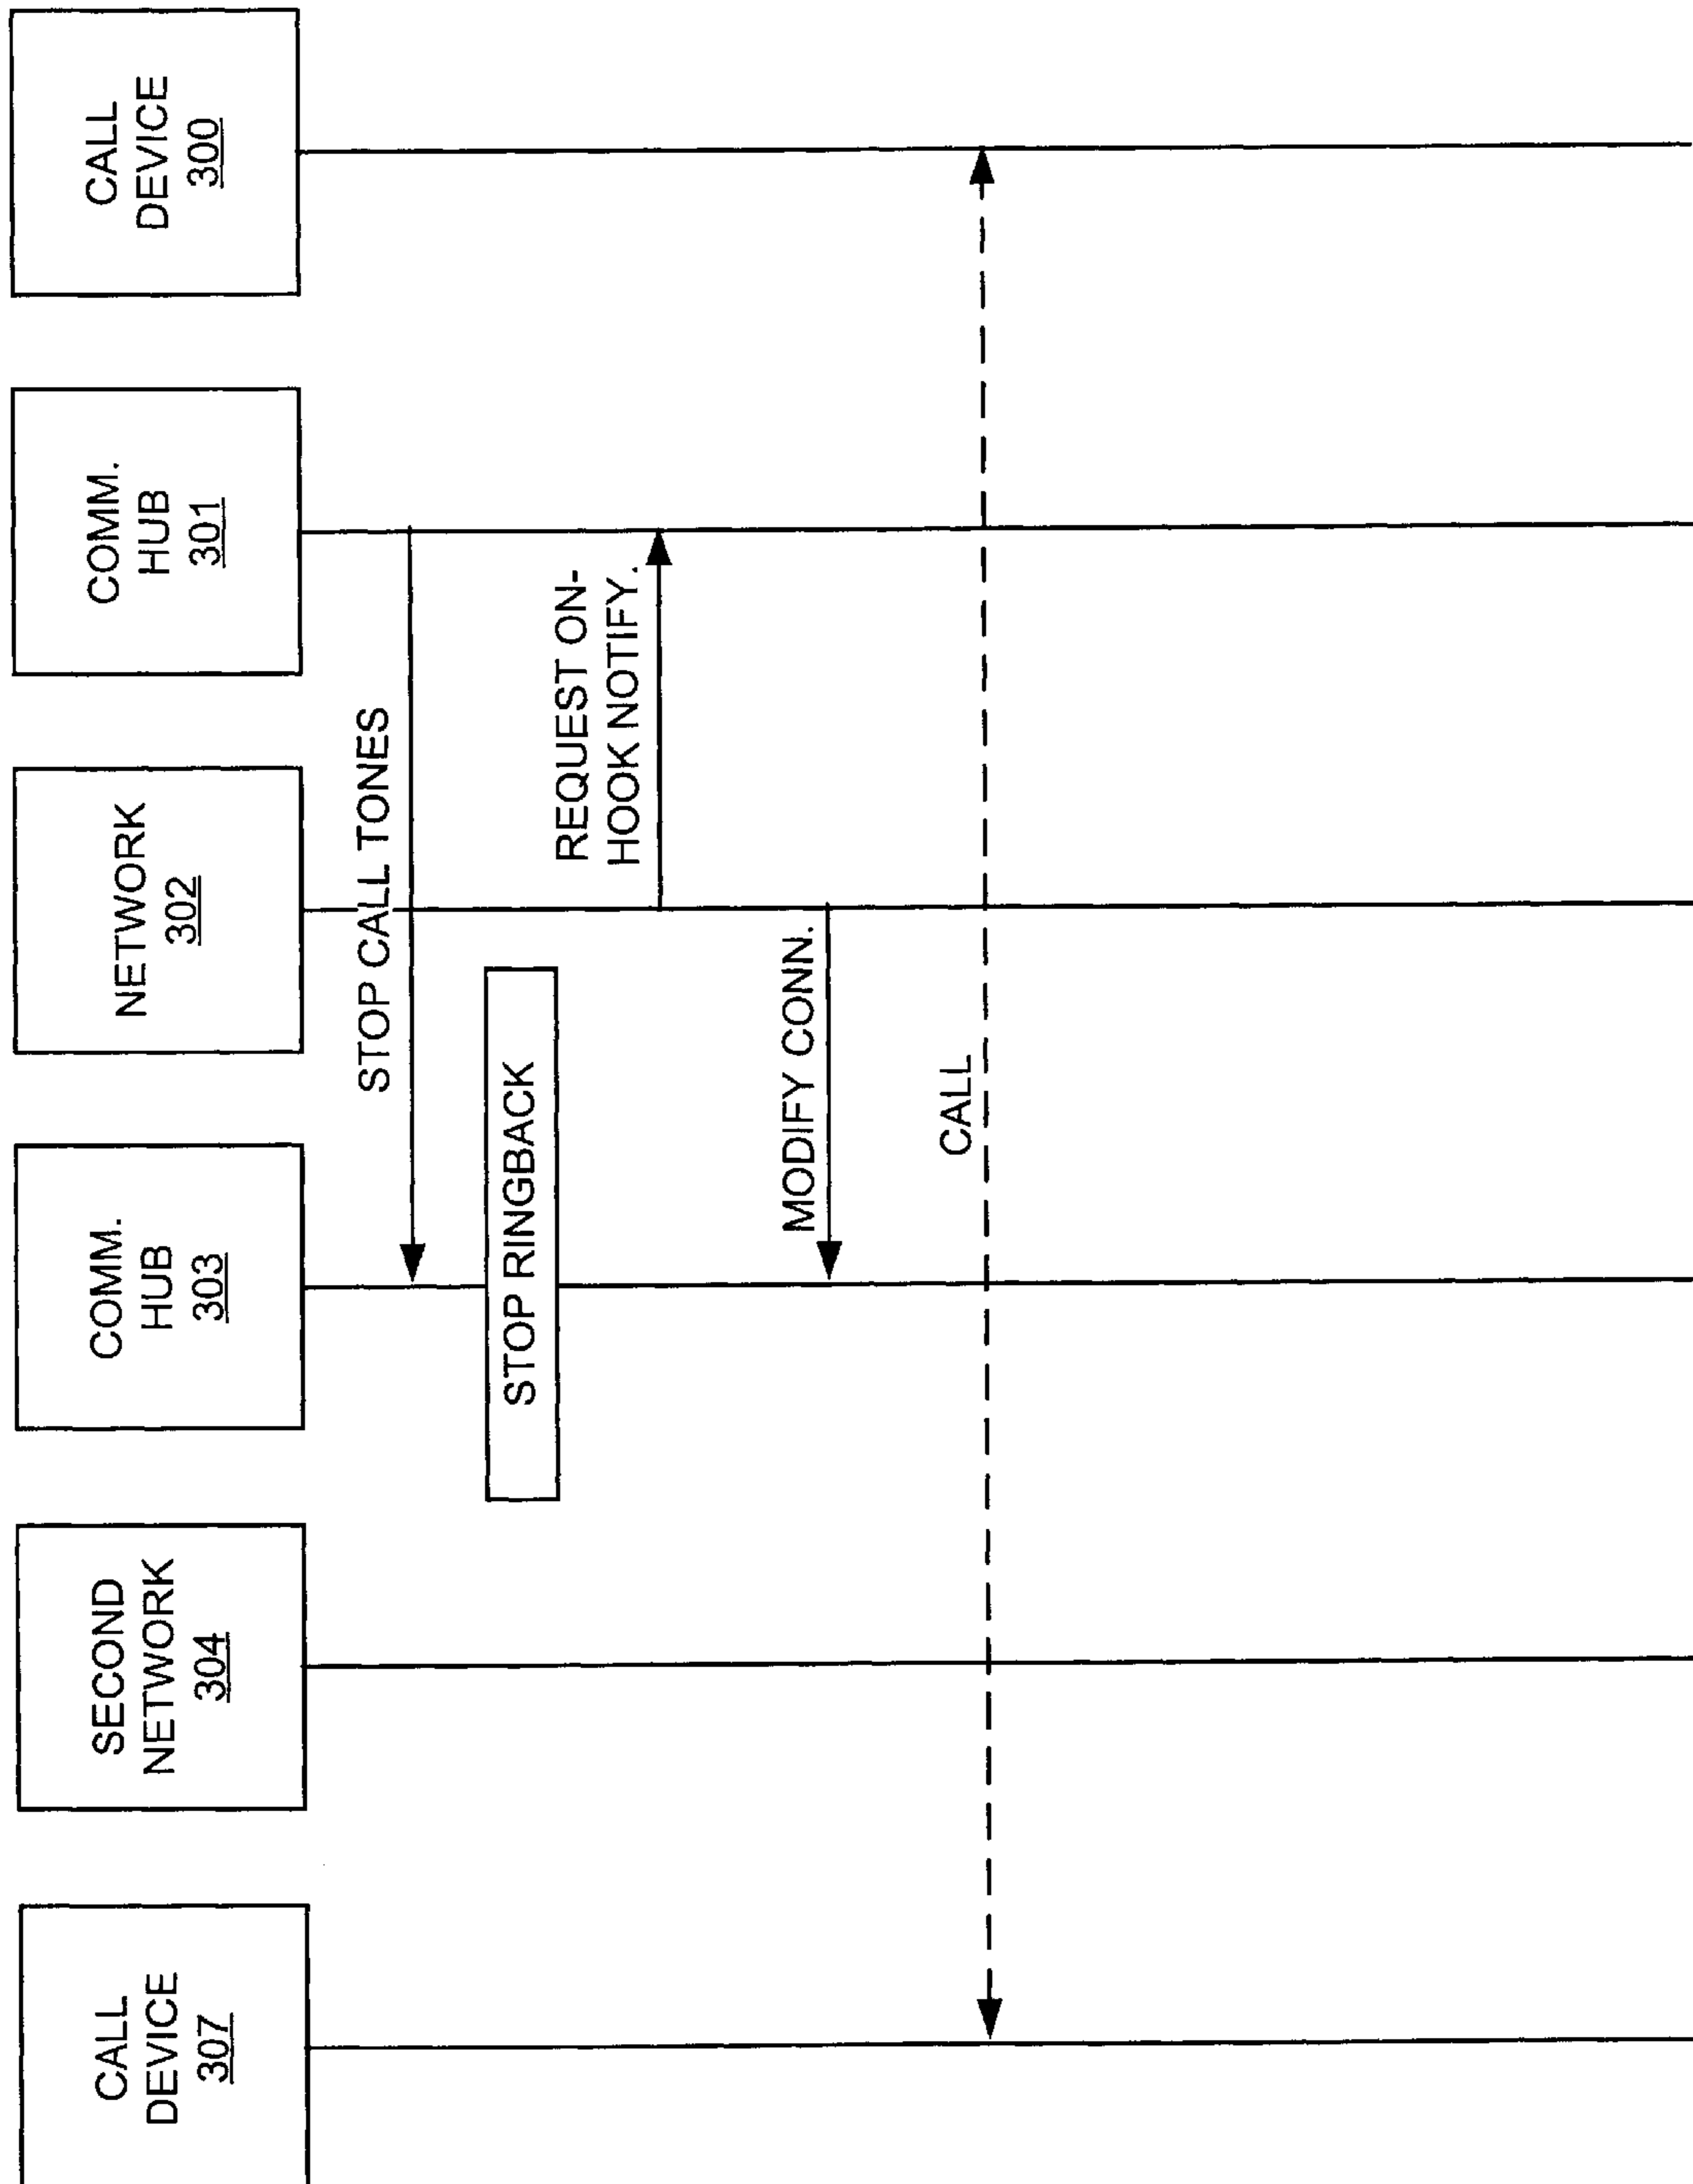 CALL
DEVICE
307
SECOND
NETWORK
304
COMM.
HUB
303
NETWORK
302
COMM.
HUB
301
CALL
DEVICE
300
STOP CALL TONES
STOP RINGBACK
REQUEST ON-
HOOK NOTIFY.
MODIFY CONN.
CALL